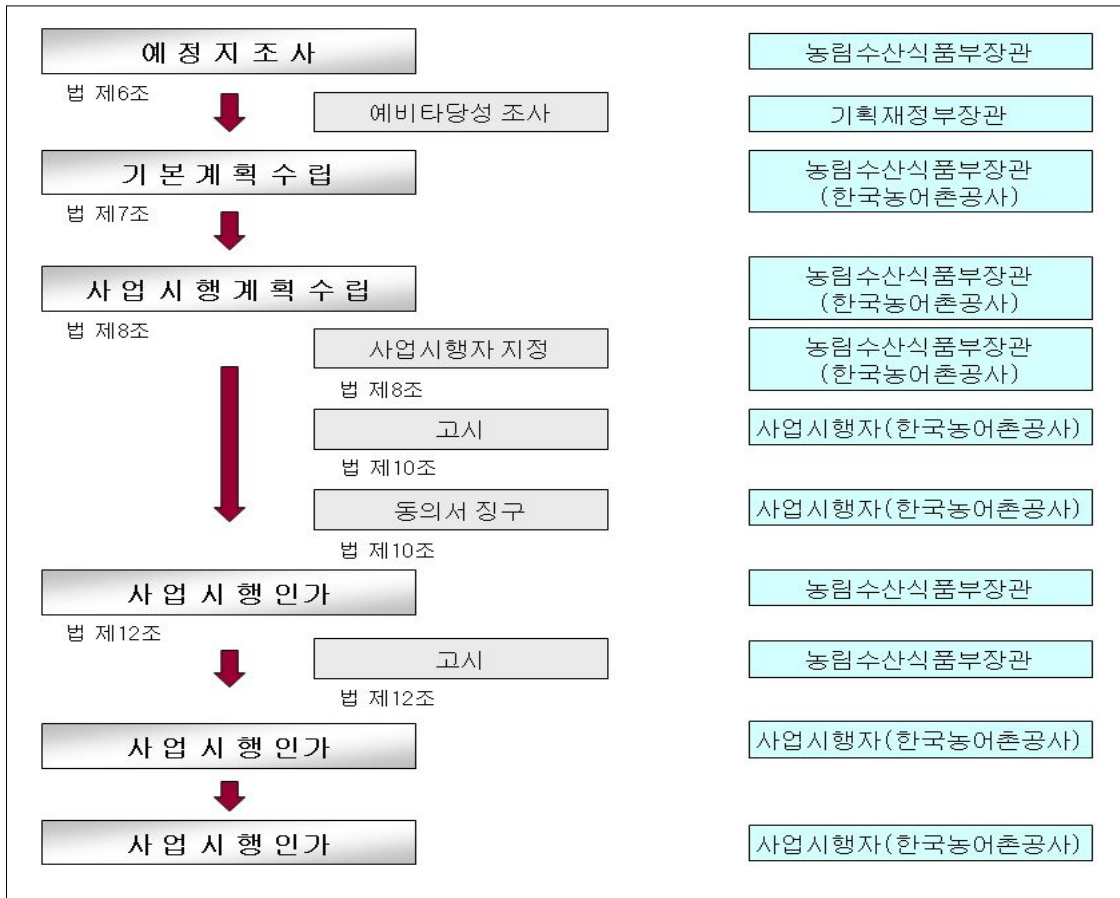 예 정 지 조 사
농림수산식품부장관
법 제6조
예비타당성 조사
기획재정부장관
기 본 계 획 수 립
농림수산식품부장관
(한국농어촌공사)
법 제7조
사 업 시 행 계 획 수 립
농림수산식품부장관
(한국농어촌공사)
법 제8조
사업시행자 지정
농림수산식품부장관
(한국농어촌공사)
법 제8조
고시
사업시행자(한국농어촌공사)
법 제10조
동의서 징구
사업시행자(한국농어촌공사)
법 제10조
사 업 시 행 인 가
농림수산식품부장관
법 제12조
고시
농림수산식품부장관
법 제12조
사 업 시 행 인 가
사업시행자(한국농어촌공사)
사 업 시 행 인 가
사업시행자(한국농어촌공사)